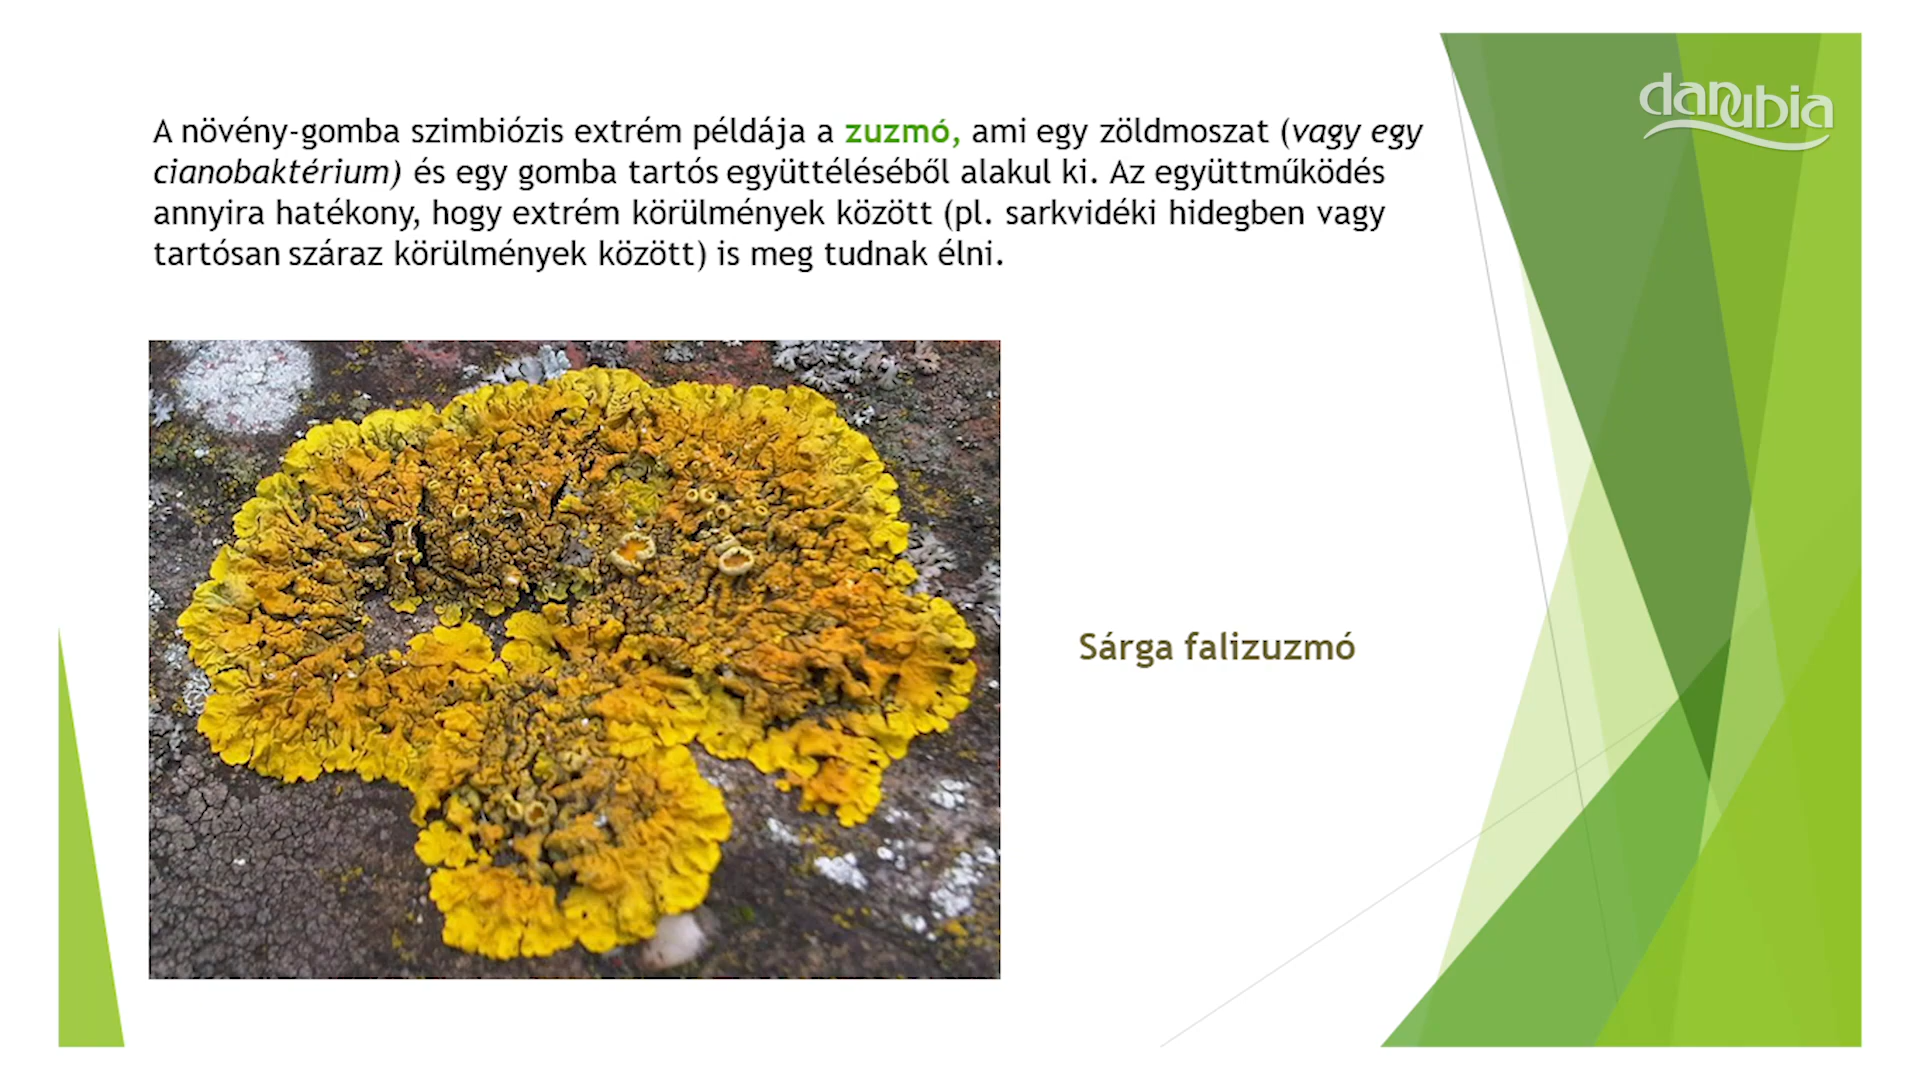 danubia
A növény-gomba szimbiózis extrém példája a zuzmó, ami egy zöldmoszat (vagy egy
cianobaktérium) és egy gomba tartós együttéléséből alakul ki. Az együttműködés
annyira hatékony, hogy extrém körülmények között (pl. sarkvidéki hidegben vagy
tartósan száraz körülmények között) is meg tudnak élni.
Sárga falizuzmó